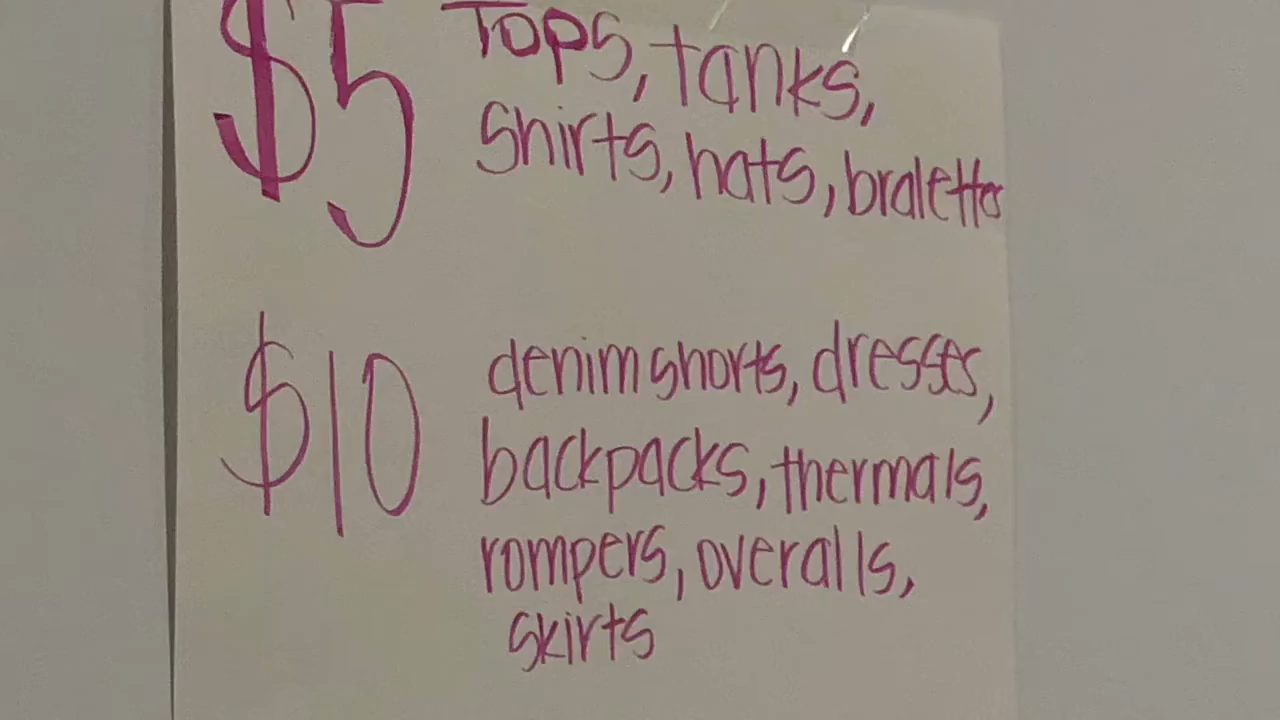 $5 Tops, tanks,
shirts, hats, bralettes
$10 denim shorts, dresses,
backpacks, thermals,
rompers, overalls,
skirts